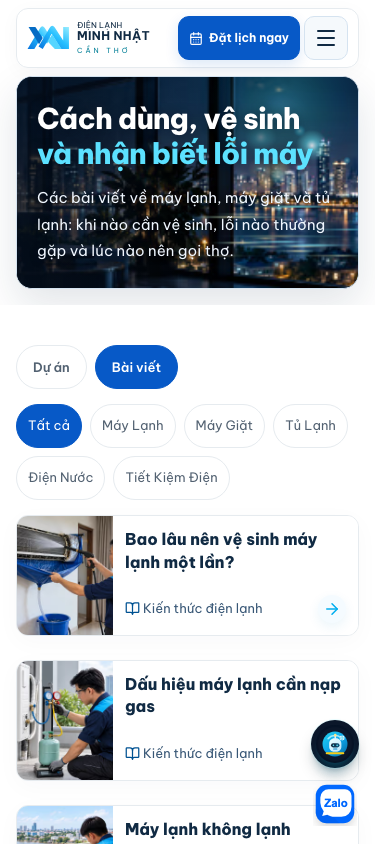 ĐIỆN LẠNH
MINH NHẬT
CẦN THƠ
Đặt lịch ngay
Cách dùng, vệ sinh
và nhận biết lỗi máy
Các bài viết về máy lạnh, máy giặt và tủ
lạnh: khi nào cần vệ sinh, lỗi nào thường
gặp và lúc nào nên gọi thợ.
Dự án
Bài viết
Tất cả
Máy Lạnh
Máy Giặt
Tủ Lạnh
Điện Nước
Tiết Kiệm Điện
Bao lâu nên vệ sinh máy
lạnh một lần?
Kiến thức điện lạnh
Dấu hiệu máy lạnh cần nạp
gas
Kiến thức điện lạnh
Zalo
Máy lạnh không lạnh